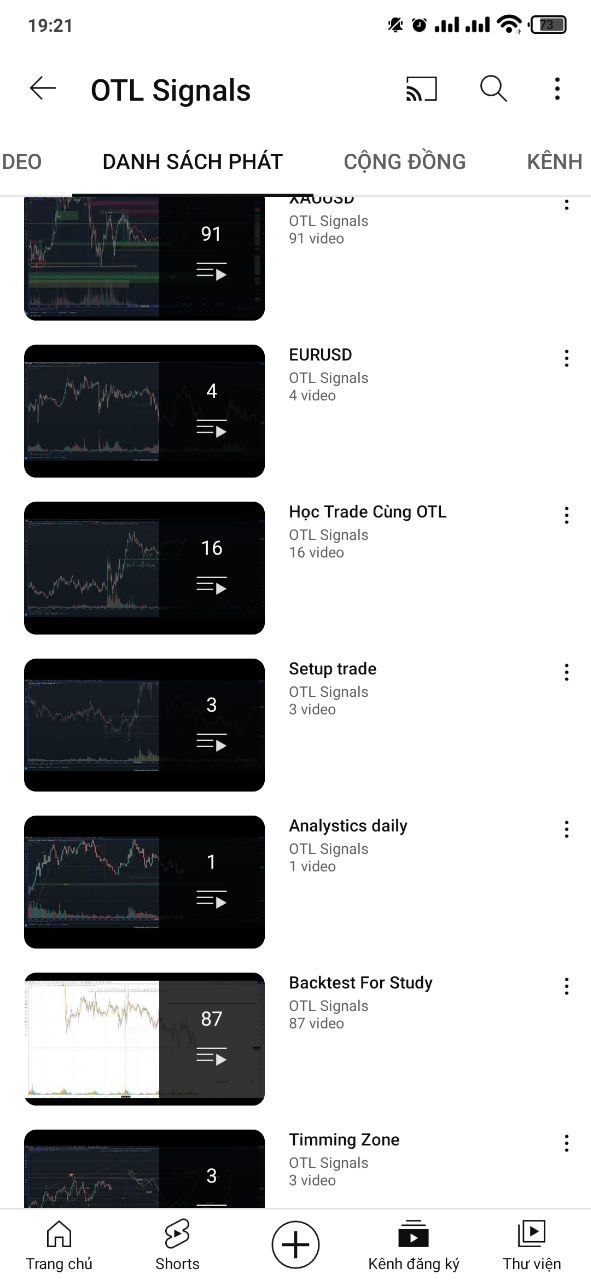 19:21
73
OTL Signals
DEO
DANH SÁCH PHÁT
CỘNG ĐỒNG
KÊNH
XAUUSD
OTL Signals
91 video
91
EURUSD
OTL Signals
4 video
4
Học Trade Cùng OTL
OTL Signals
16 video
16
Setup trade
OTL Signals
3 video
3
Analystics daily
OTL Signals
1 video
1
Backtest For Study
OTL Signals
87 video
87
Timming Zone
OTL Signals
3 video
3
Trang chủ
Shorts
Kênh đăng ký
Thư viện